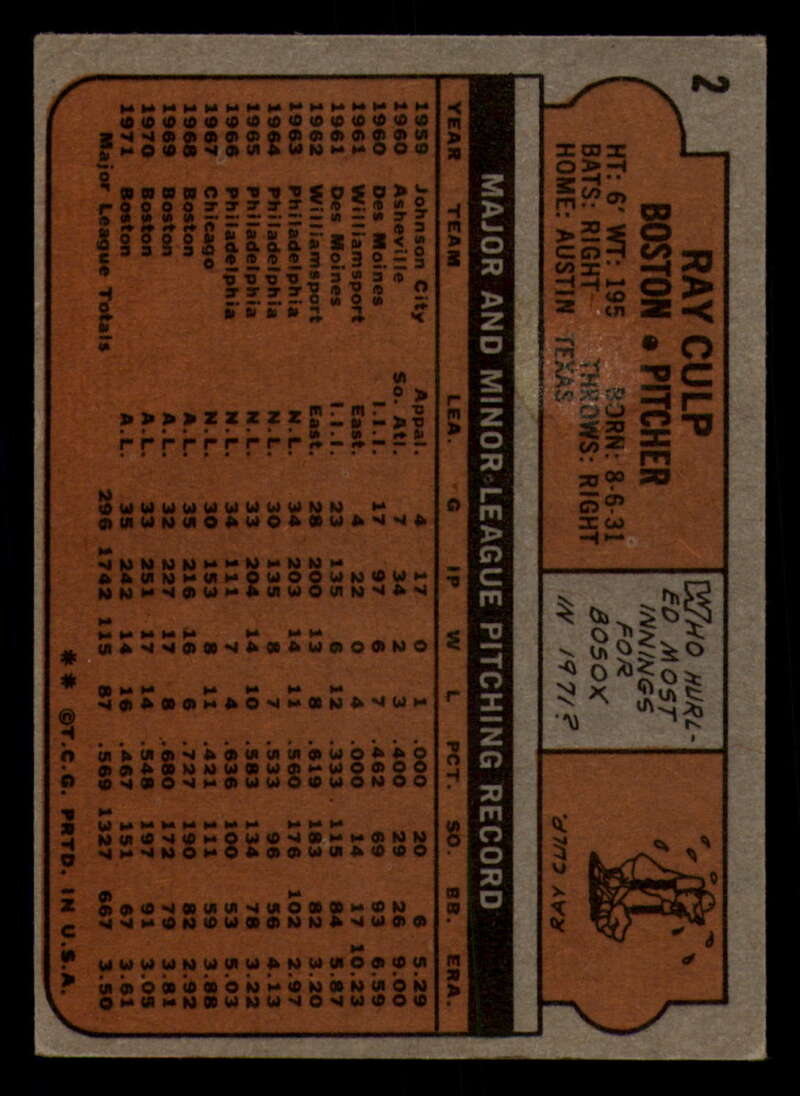 2
RAY CULP
BOSTON • PITCHER
HT: 6' WT: 195 BORN: 8-6-31
BATS: RIGHT THROWS: RIGHT
HOME: AUSTIN TEXAS
WHO HURL-
ED MOST
INNINGS
FOR
BOSOX
IN 1971?
RAY CULP.
MAJOR AND MINOR LEAGUE PITCHING RECORD
YEAR TEAM LEA. G IP W L PCT. SO. BB. ERA.
1959 Johnson City Appal. 4 17 0 1 .000 20 6 5.29
1960 Asheville So. Atl. 7 34 2 3 .400 29 26 9.00
1960 Des Moines I.I.I. 17 97 6 7 .462 69 93 6.59
1961 Williamsport East. 4 22 0 4 .000 14 17 10.23
1961 Des Moines I.I.I. 23 135 6 12 .333 115 84 5.87
1962 Williamsport East. 28 200 13 8 .619 183 82 3.20
1963 Philadelphia N.L. 34 203 14 11 .560 176 102 2.97
1964 Philadelphia N.L. 30 135 8 7 .533 96 56 4.13
1965 Philadelphia N.L. 33 204 14 10 .583 134 78 3.22
1966 Philadelphia N.L. 34 111 7 4 .636 100 53 5.03
1967 Chicago N.L. 30 153 8 11 .421 111 59 3.88
1968 Boston A.L. 35 216 16 6 .727 190 82 2.92
1969 Boston A.L. 32 227 17 8 .680 172 79 3.81
1970 Boston A.L. 33 251 17 14 .548 197 91 3.05
1971 Boston A.L. 35 242 14 16 .467 151 67 3.61
Major League Totals 296 1742 115 87 .569 1327 667 3.50
** ©T.C.G. PRTD. IN U.S.A.